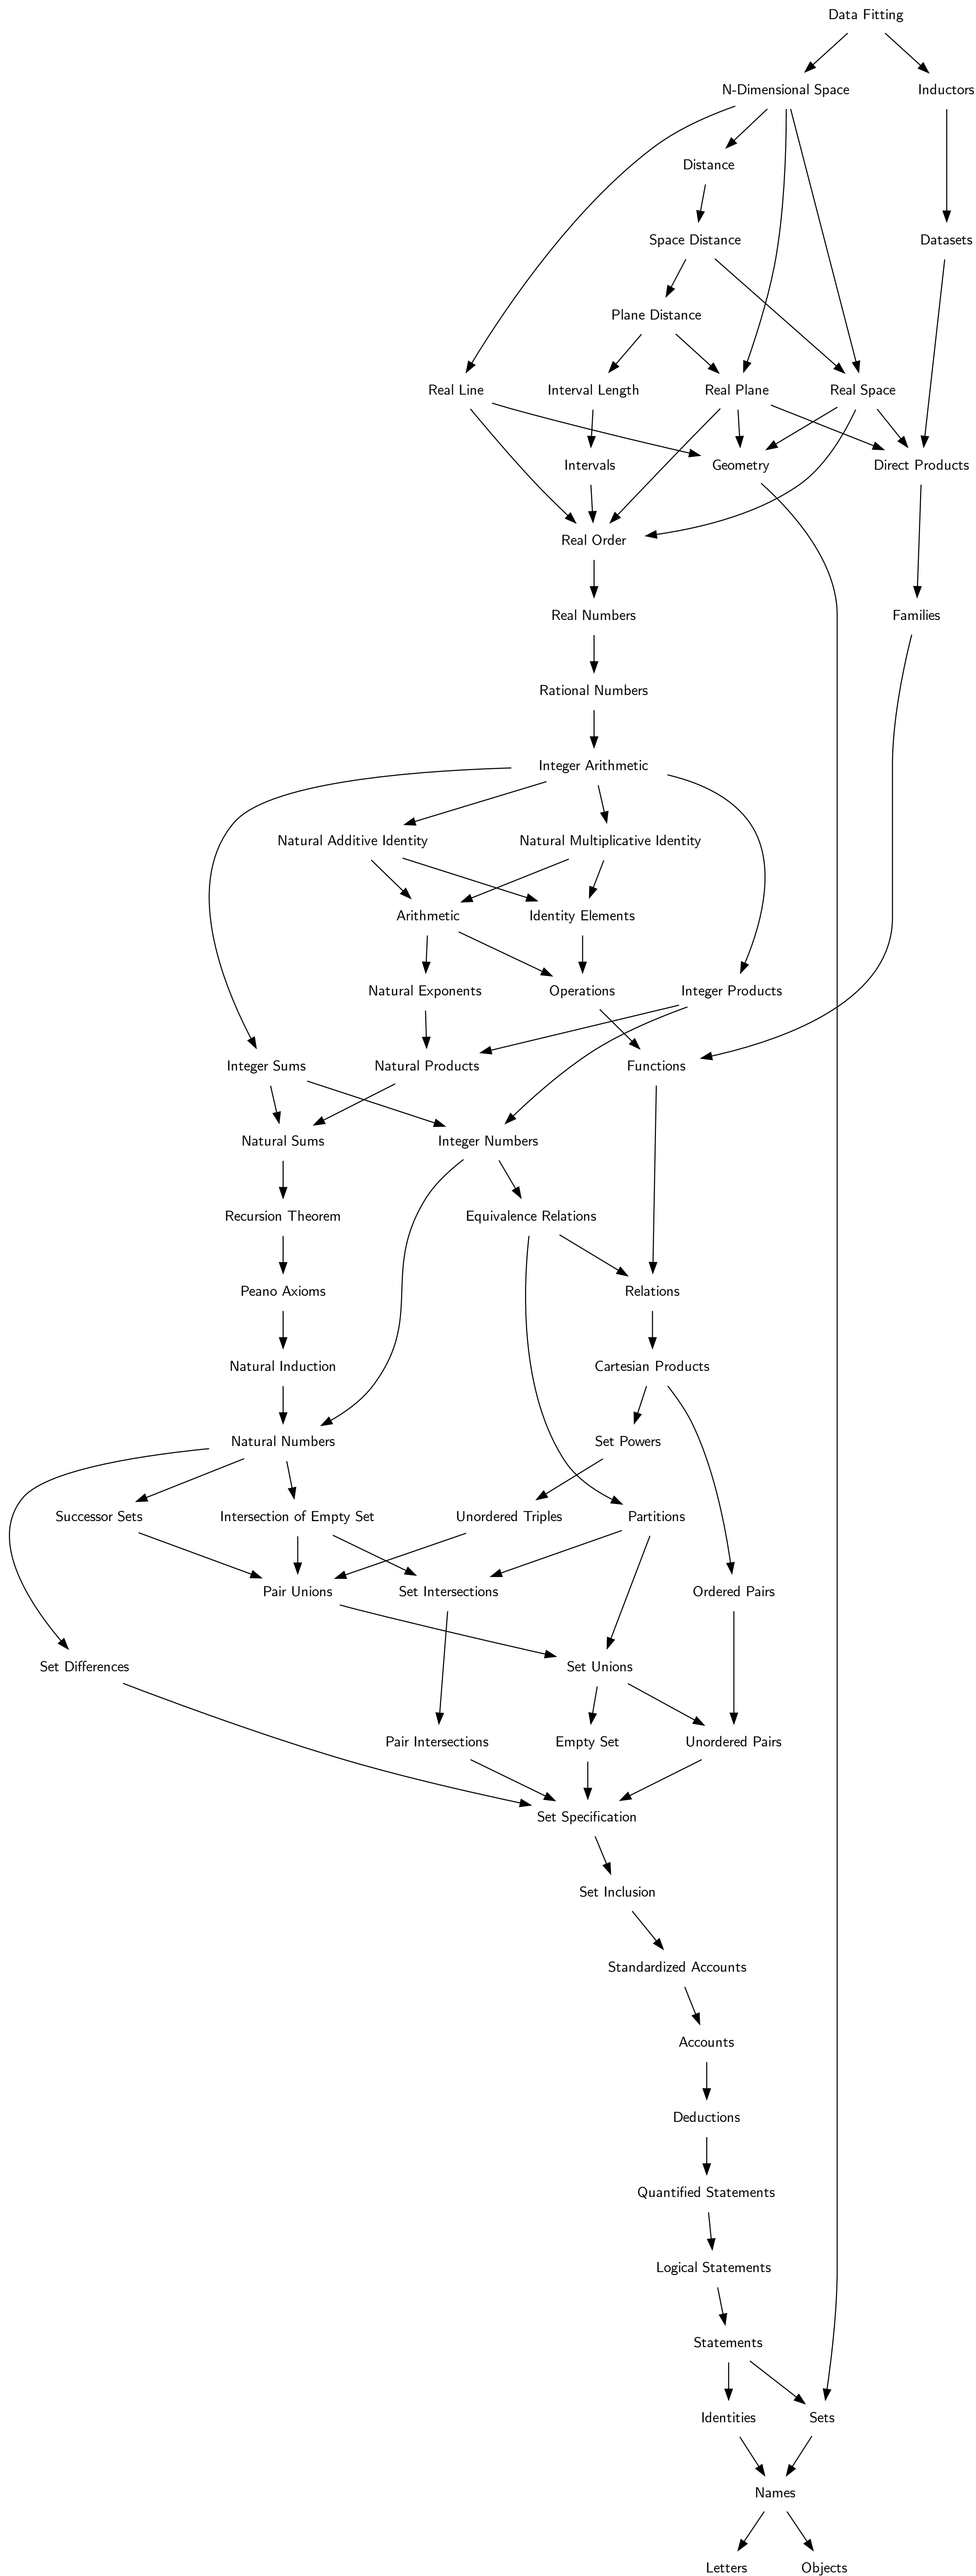 Data Fitting
N-Dimensional Space
Inductors
Distance
Space Distance
Datasets
Plane Distance
Real Line
Interval Length
Real Plane
Real Space
Intervals
Geometry
Direct Products
Real Order
Real Numbers
Families
Rational Numbers
Integer Arithmetic
Natural Additive Identity
Natural Multiplicative Identity
Arithmetic
Identity Elements
Natural Exponents
Operations
Integer Products
Integer Sums
Natural Products
Functions
Natural Sums
Integer Numbers
Recursion Theorem
Equivalence Relations
Peano Axioms
Relations
Natural Induction
Cartesian Products
Natural Numbers
Set Powers
Successor Sets
Intersection of Empty Set
Unordered Triples
Partitions
Pair Unions
Set Intersections
Ordered Pairs
Set Differences
Set Unions
Pair Intersections
Empty Set
Unordered Pairs
Set Specification
Set Inclusion
Standardized Accounts
Accounts
Deductions
Quantified Statements
Logical Statements
Statements
Identities
Sets
Names
Letters
Objects